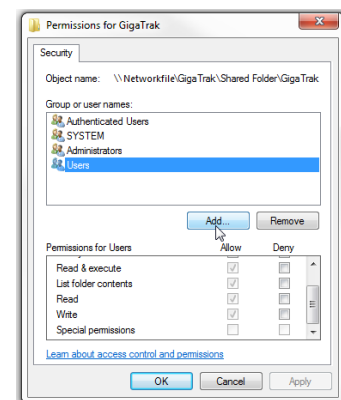 Permissions for GigaTrak
Security
Object name: \\Networkfile\GigaTrak\Shared Folder\GigaTrak
Group or user names:
Authenticated Users
SYSTEM
Administrators
Users
Add... Remove
Permissions for Users Allow Deny
Read & execute
List folder contents
Read
Write
Special permissions
Learn about access control and permissions
OK Cancel Apply